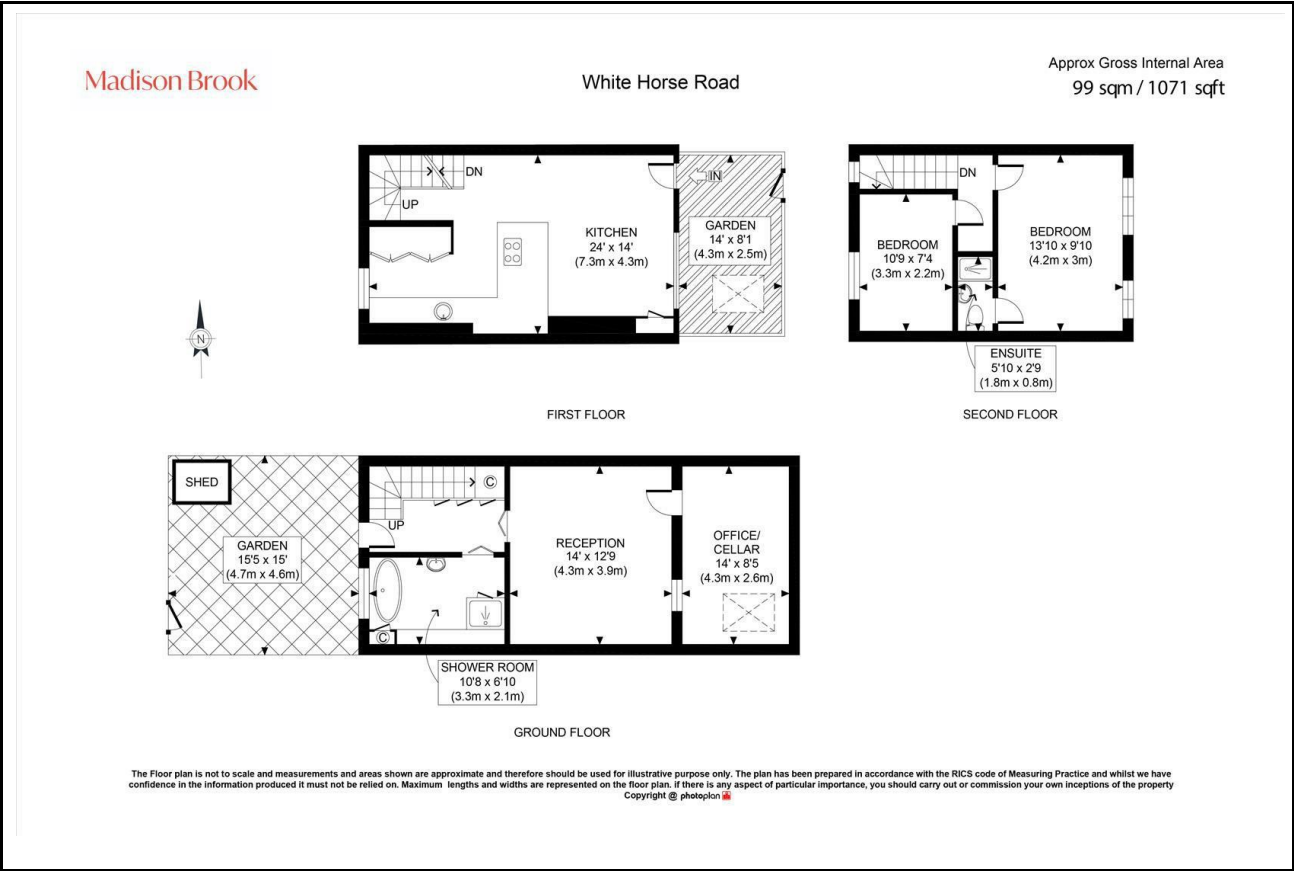 Madison Brook
White Horse Road
Approx Gross Internal Area
99 sqm / 1071 sqft
DN
UP
KITCHEN
24' x 14'
(7.3m x 4.3m)
IN
GARDEN
14' x 8'1
(4.3m x 2.5m)
FIRST FLOOR
DN
BEDROOM
10'9 x 7'4
(3.3m x 2.2m)
BEDROOM
13'10 x 9'10
(4.2m x 3m)
ENSUITE
5'10 x 2'9
(1.8m x 0.8m)
SECOND FLOOR
N
SHED
GARDEN
15'5 x 15'
(4.7m x 4.6m)
C
UP
RECEPTION
14' x 12'9
(4.3m x 3.9m)
OFFICE/
CELLAR
14' x 8'5
(4.3m x 2.6m)
C
SHOWER ROOM
10'8 x 6'10
(3.3m x 2.1m)
GROUND FLOOR
The Floor plan is not to scale and measurements and areas shown are approximate and therefore should be used for illustrative purpose only. The plan has been prepared in accordance with the RICS code of Measuring Practice and whilst we have
confidence in the information produced it must not be relied on. Maximum lengths and widths are represented on the floor plan. if there is any aspect of particular importance, you should carry out or commission your own inceptions of the property
Copyright @ photoplan